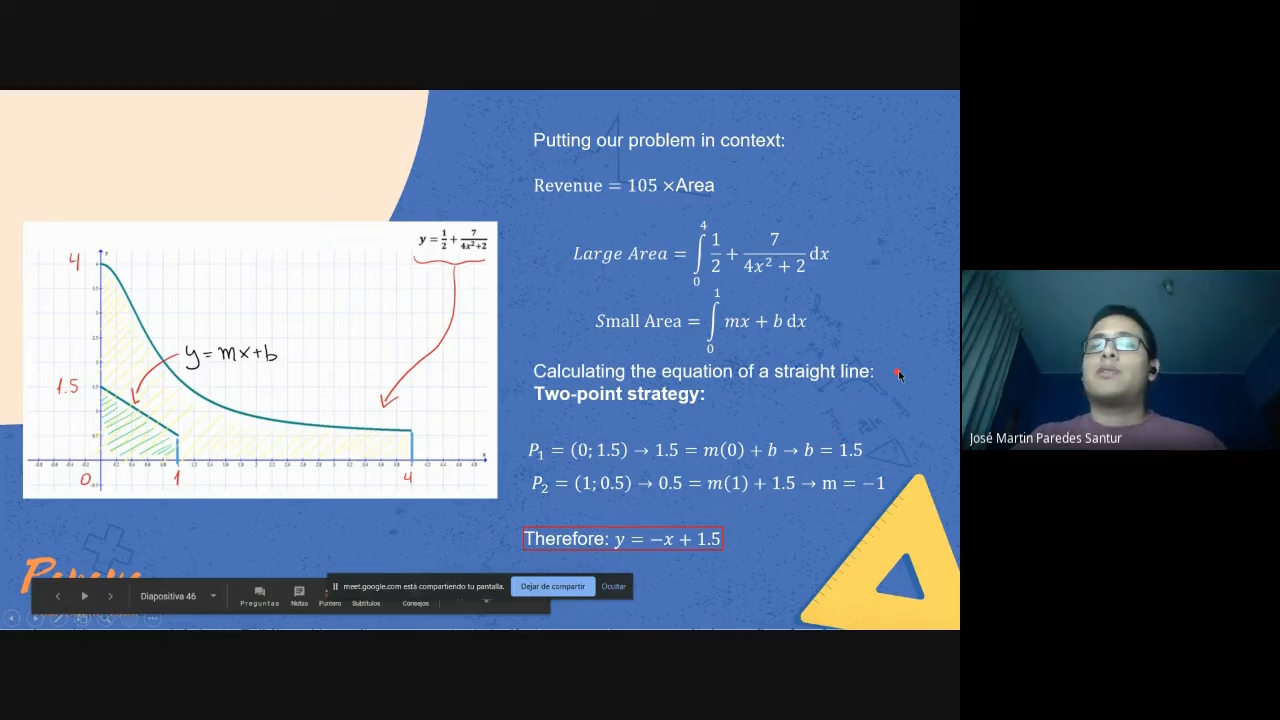 Putting our problem in context:
Revenue = 105 ×Area
Large Area = ∫₀⁴ 1/2 + 7/(4x² + 2) dx
Small Area = ∫₀¹ mx + b dx
Calculating the equation of a straight line:
Two-point strategy:
P₁ = (0; 1.5) → 1.5 = m(0) + b → b = 1.5
P₂ = (1; 0.5) → 0.5 = m(1) + 1.5 → m = −1
Therefore: y = −x + 1.5
y = 1/2 + 7/(4x²+2)
4
y = mx+b
1.5
0
1
4
José Martin Paredes Santur
meet.google.com está compartiendo tu pantalla.
Dejar de compartir
Ocultar
Diapositiva 46
Preguntas
Notas
Puntero
Subtítulos
Consejos